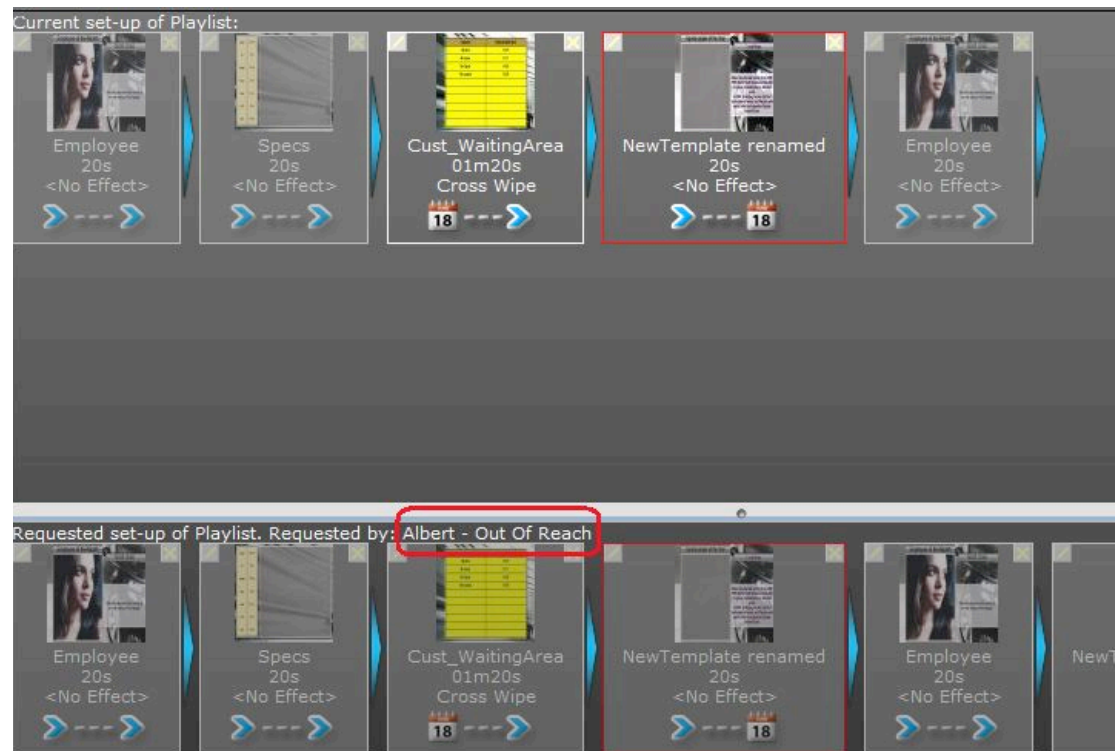 Current set-up of Playlist:
Employee
20s
<No Effect>
Specs
20s
<No Effect>
Cust_WaitingArea
01m20s
Cross Wipe
18
NewTemplate renamed
20s
<No Effect>
18
Employee
20s
<No Effect>
Requested set-up of Playlist. Requested by: Albert - Out Of Reach
Employee
20s
<No Effect>
Specs
20s
<No Effect>
Cust_WaitingArea
01m20s
Cross Wipe
18
NewTemplate renamed
20s
<No Effect>
18
Employee
20s
<No Effect>